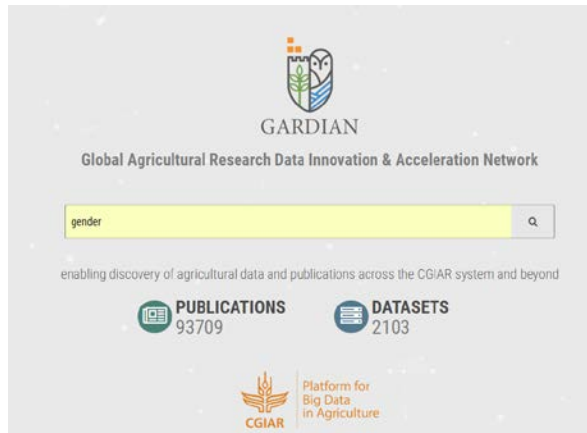 GARDIAN
Global Agricultural Research Data Innovation & Acceleration Network
gender
enabling discovery of agricultural data and publications across the CGIAR system and beyond
PUBLICATIONS
93709
DATASETS
2103
CGIAR
Platform for
Big Data
in Agriculture